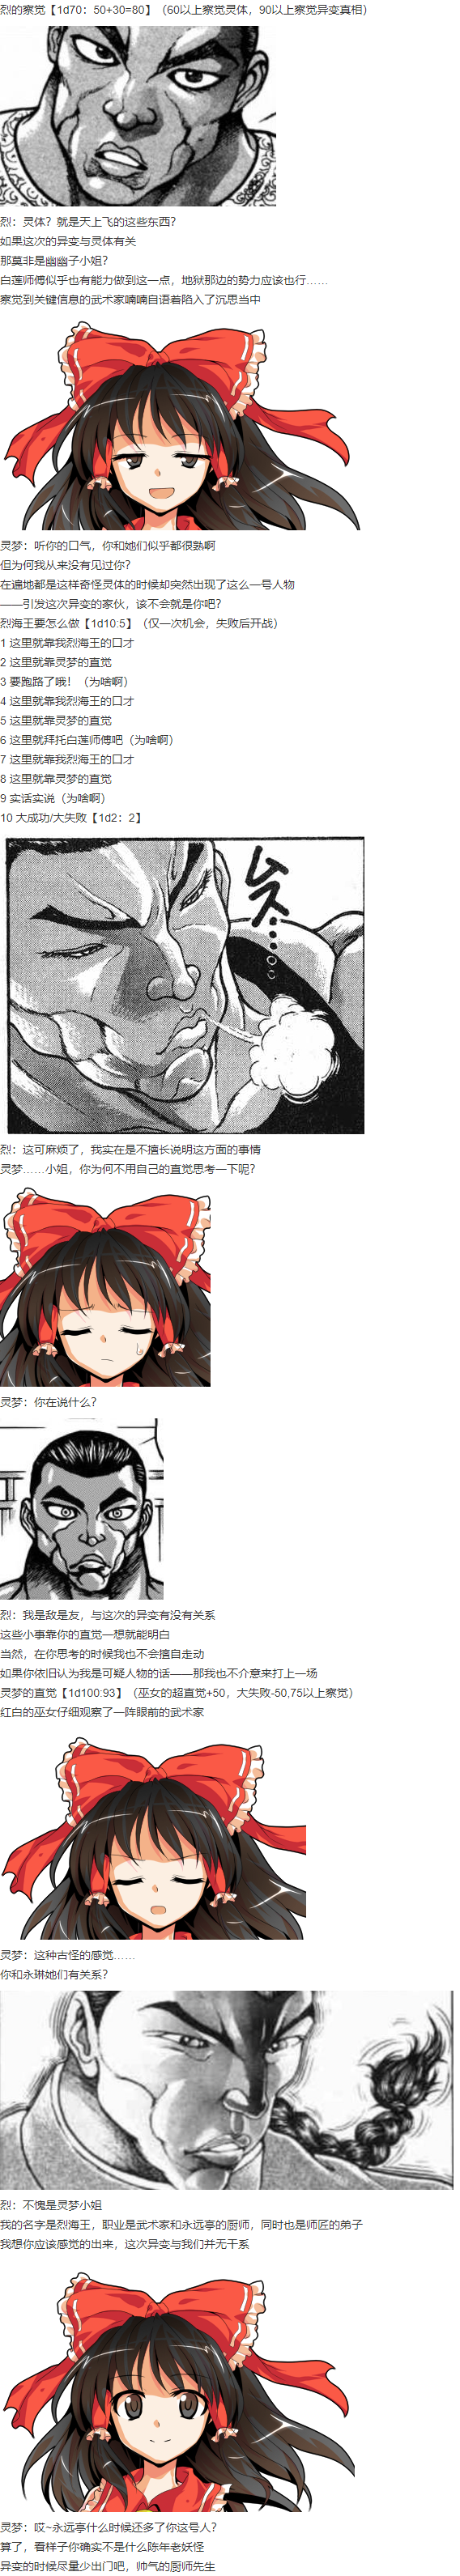 烈的察觉【1d70：50+30=80】（60以上察觉灵体，90以上察觉异变真相）
烈：灵体？就是天上飞的这些东西？
如果这次的异变与灵体有关
那莫非是幽幽子小姐？
白莲师傅似乎也有能力做到这一点，地狱那边的势力应该也行……
察觉到关键信息的武术家喃喃自语着陷入了沉思当中
灵梦：听你的口气，你和她们似乎都很熟啊
但为何我从来没有见过你？
在遍地都是这样奇怪灵体的时候却突然出现了这么一号人物
——引发这次异变的家伙，该不会就是你吧？
烈海王要怎么做【1d10:5】（仅一次机会，失败后开战）
1 这里就靠我烈海王的口才
2 这里就靠灵梦的直觉
3 要跑路了哦！（为啥啊）
4 这里就靠我烈海王的口才
5 这里就靠灵梦的直觉
6 这里就拜托白莲师傅吧（为啥啊）
7 这里就靠我烈海王的口才
8 这里就靠灵梦的直觉
9 实话实说（为啥啊）
10 大成功/大失败【1d2：2】
ムス……
烈：这可麻烦了，我实在是不擅长说明这方面的事情
灵梦……小姐，你为何不用自己的直觉思考一下呢？
灵梦：你在说什么？
烈：我是敌是友，与这次的异变有没有关系
这些小事靠你的直觉一想就能明白
当然，在你思考的时候我也不会擅自走动
如果你依旧认为我是可疑人物的话——那我也不介意来打上一场
灵梦的直觉【1d100:93】（巫女的超直觉+50，大失败-50,75以上察觉）
红白的巫女仔细观察了一阵眼前的武术家
灵梦：这种古怪的感觉……
你和永琳她们有关系？
烈：不愧是灵梦小姐
我的名字是烈海王，职业是武术家和永远亭的厨师，同时也是师匠的弟子
我想你应该感觉的出来，这次异变与我们并无干系
灵梦：哎~永远亭什么时候还多了你这号人？
算了，看样子你确实不是什么陈年老妖怪
异变的时候尽量少出门吧，帅气的厨师先生